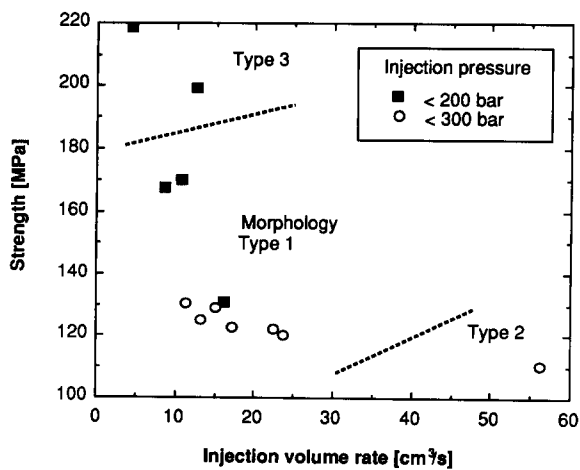 220
200
180
160
130
120
100
Strength [MPa]
Type 3
Injection pressure
< 200 bar
< 300 bar
Morphology
Type 1
Type 2
0 10 20 30 40 50 60
Injection volume rate [cm³/s]